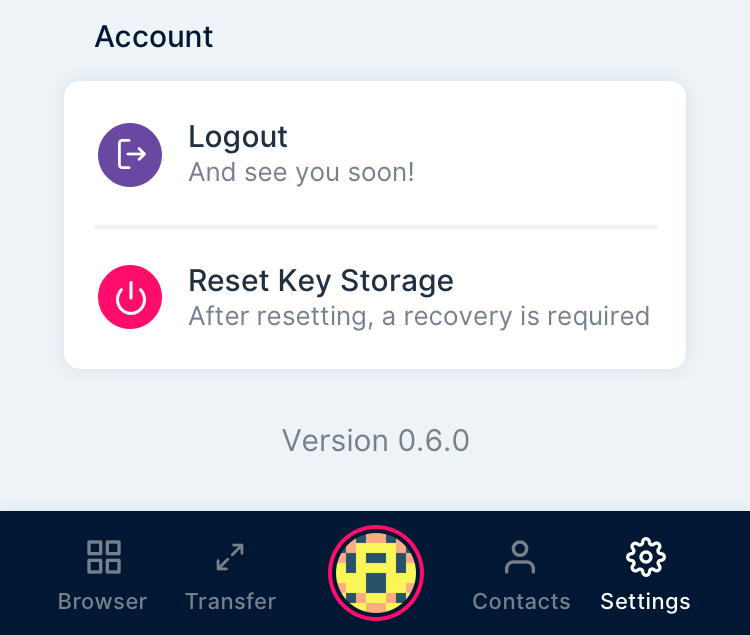 Account
Logout
And see you soon!
Reset Key Storage
After resetting, a recovery is required
Version 0.6.0
Browser Transfer Contacts Settings